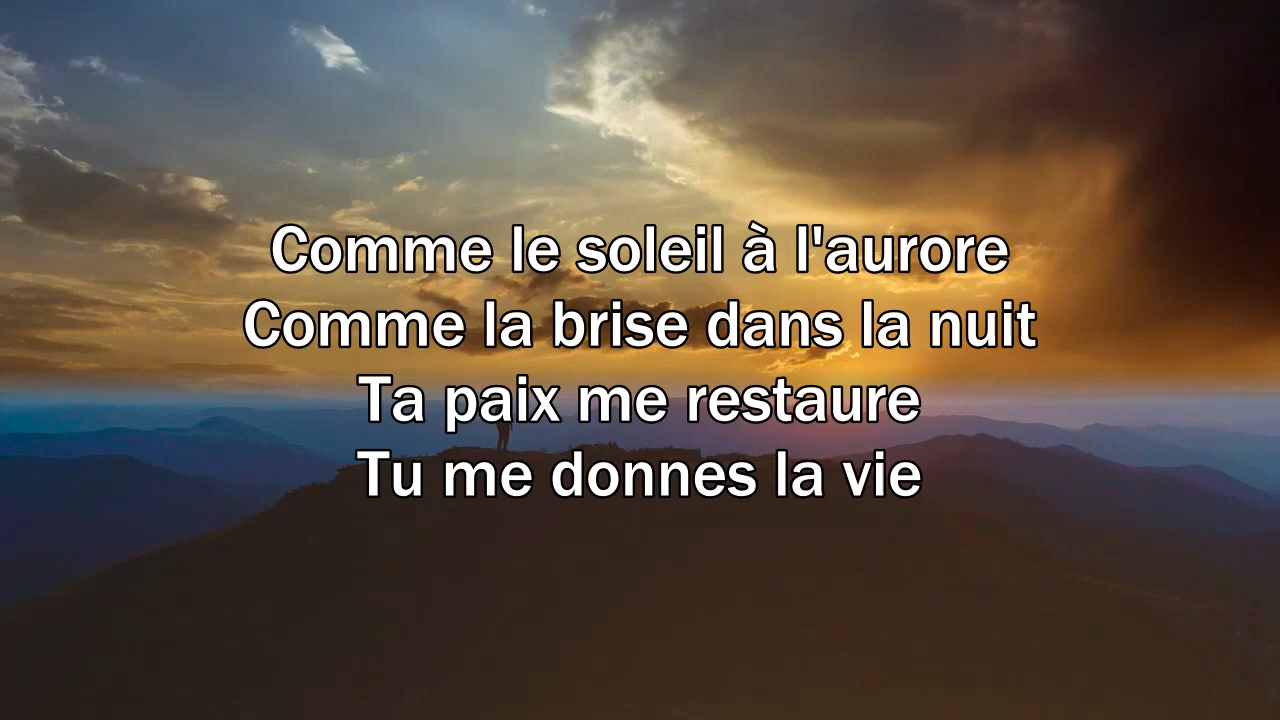 Comme le soleil à l'aurore
Comme la brise dans la nuit
Ta paix me restaure
Tu me donnes la vie